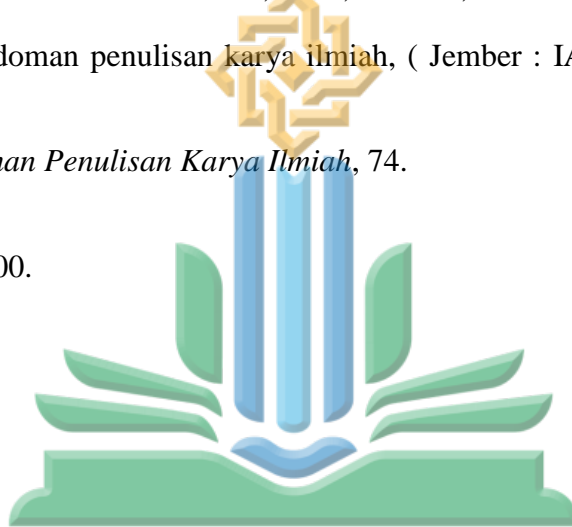 doman penulisan karya ilmiah, ( Jember : IA
nan Penulisan Karya Ilmiah, 74.
00.